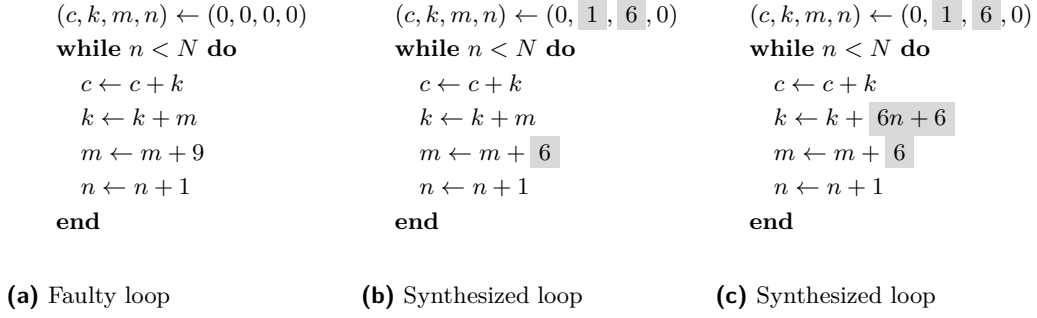 (c, k, m, n) ← (0, 0, 0, 0)
while n < N do
c ← c + k
k ← k + m
m ← m + 9
n ← n + 1
end
(a) Faulty loop
(c, k, m, n) ← (0, 1, 6, 0)
while n < N do
c ← c + k
k ← k + m
m ← m + 6
n ← n + 1
end
(b) Synthesized loop
(c, k, m, n) ← (0, 1, 6, 0)
while n < N do
c ← c + k
k ← k + 6n + 6
m ← m + 6
n ← n + 1
end
(c) Synthesized loop